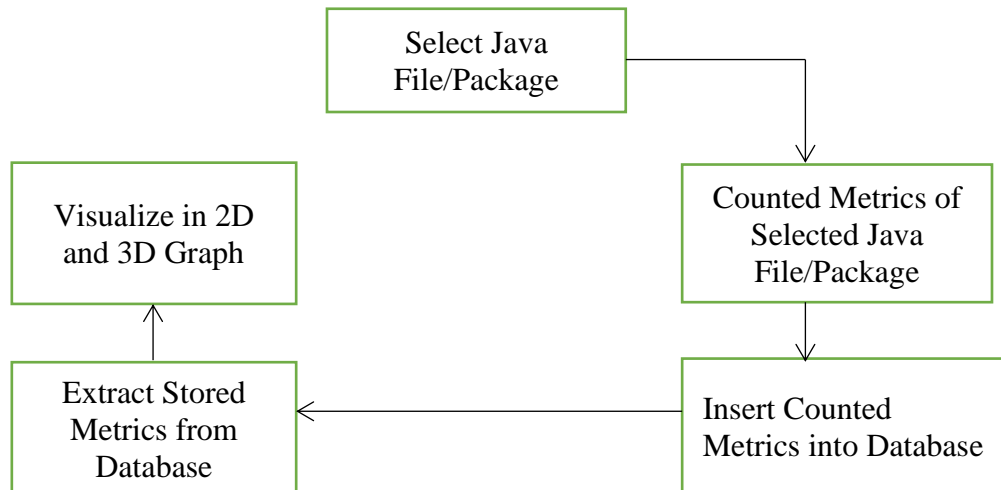 Select Java
File/Package
Counted Metrics of
Selected Java
File/Package
Insert Counted
Metrics into Database
Extract Stored
Metrics from
Database
Visualize in 2D
and 3D Graph